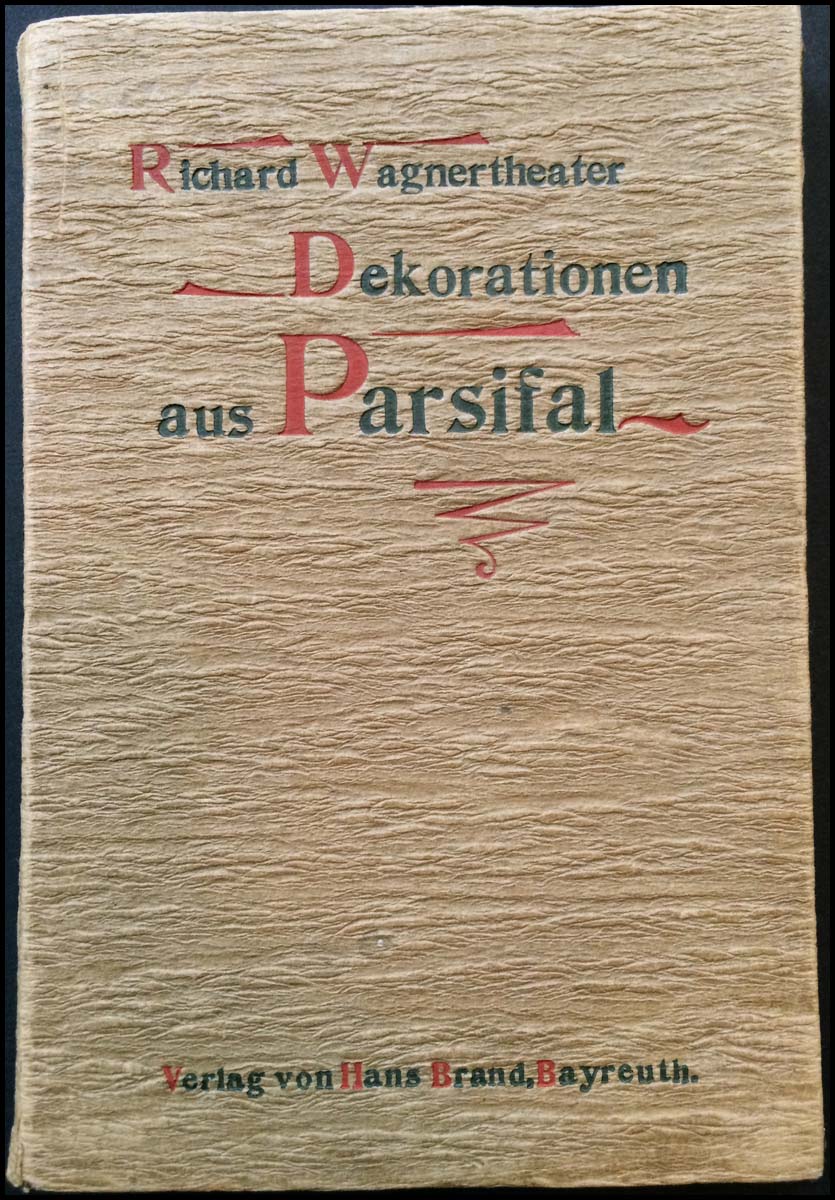 Richard Wagnertheater
Dekorationen
aus Parsifal
Verlag von Hans Brand, Bayreuth.